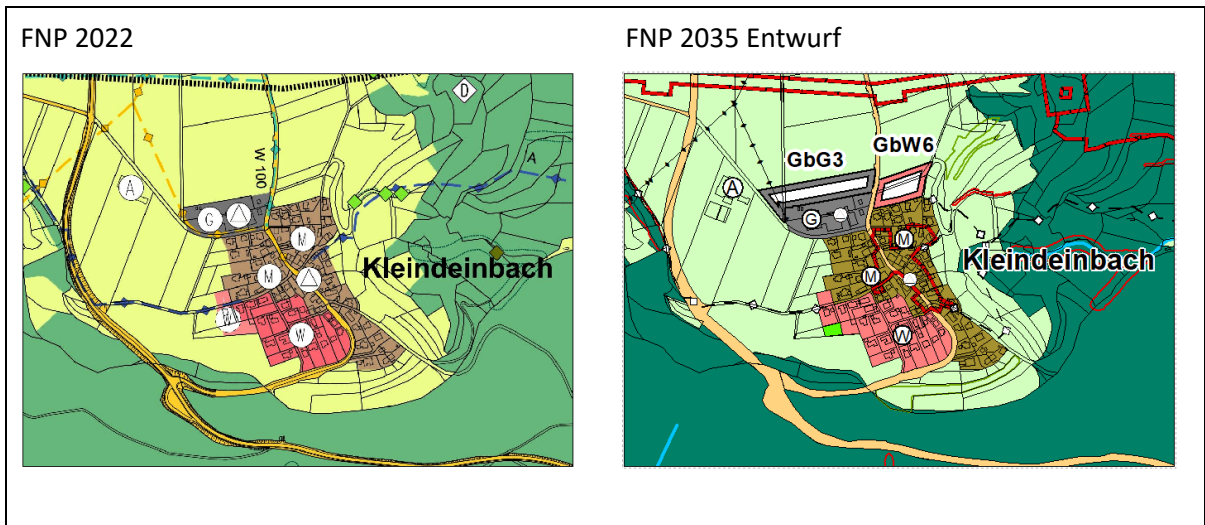 FNP 2022
FNP 2035 Entwurf
D
A
W 100
A
G
M
M
Kleindeinbach
W
W
GbG3
GbW6
A
G
M
M
Kleindeinbach
W